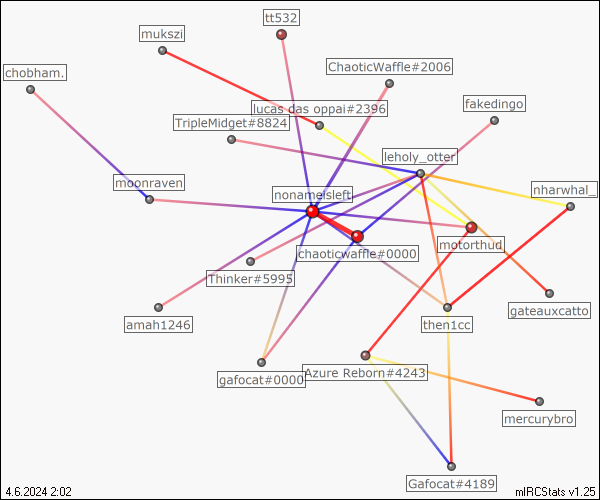 tt532
mukszi
ChaoticWaffle#2006
chobham.
lucas das oppai#2396
fakedingo
TripleMidget#8824
leholy_otter
moonraven
nonameisleft
nharwhal_
motorthud_
chaoticwaffle#0000
Thinker#5995
gateauxcatto
amah1246
then1cc
gafocat#0000
Azure Reborn#4243
mercurybro
Gafocat#4189
4.6.2024 2:02
mIRCStats v1.25